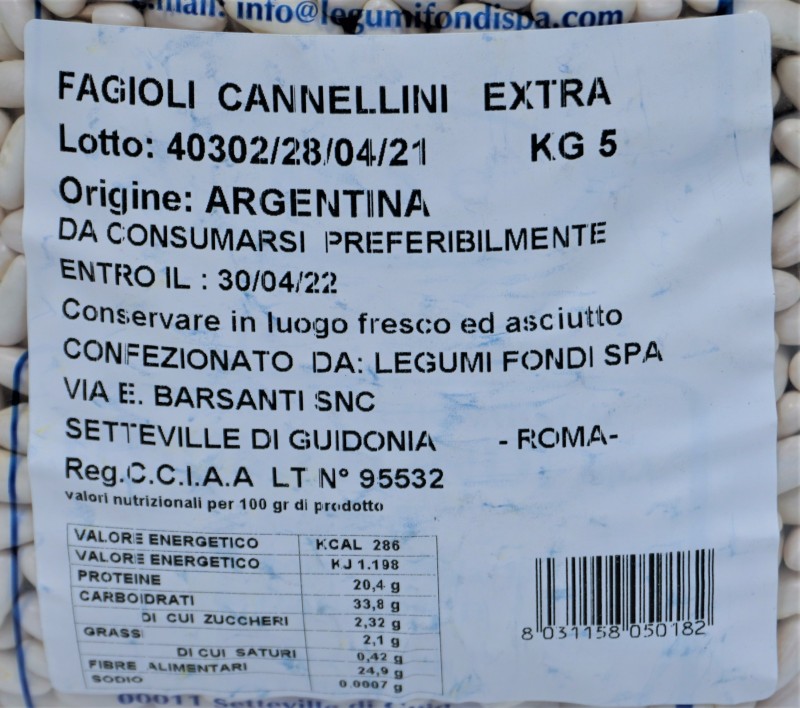 info@legumifondispa.com
FAGIOLI CANNELLINI EXTRA
Lotto: 40302/28/04/21 KG 5
Origine: ARGENTINA
DA CONSUMARSI PREFERIBILMENTE
ENTRO IL : 30/04/22
Conservare in luogo fresco ed asciutto
CONFEZIONATO DA: LEGUMI FONDI SPA
VIA E. BARSANTI SNC
SETTEVILLE DI GUIDONIA - ROMA-
Reg.C.C.I.A.A LT N° 95532
valori nutrizionali per 100 gr di prodotto
VALORE ENERGETICO KCAL 286
VALORE ENERGETICO KJ 1.198
PROTEINE 20,4 g
CARBOIDRATI 33,8 g
DI CUI ZUCCHERI 2,32 g
GRASSI 2,1 g
DI CUI SATURI 0,42 g
FIBRE ALIMENTARI 24,9 g
SODIO 0.0007 g
8 031158 050182
00011 Setteville di